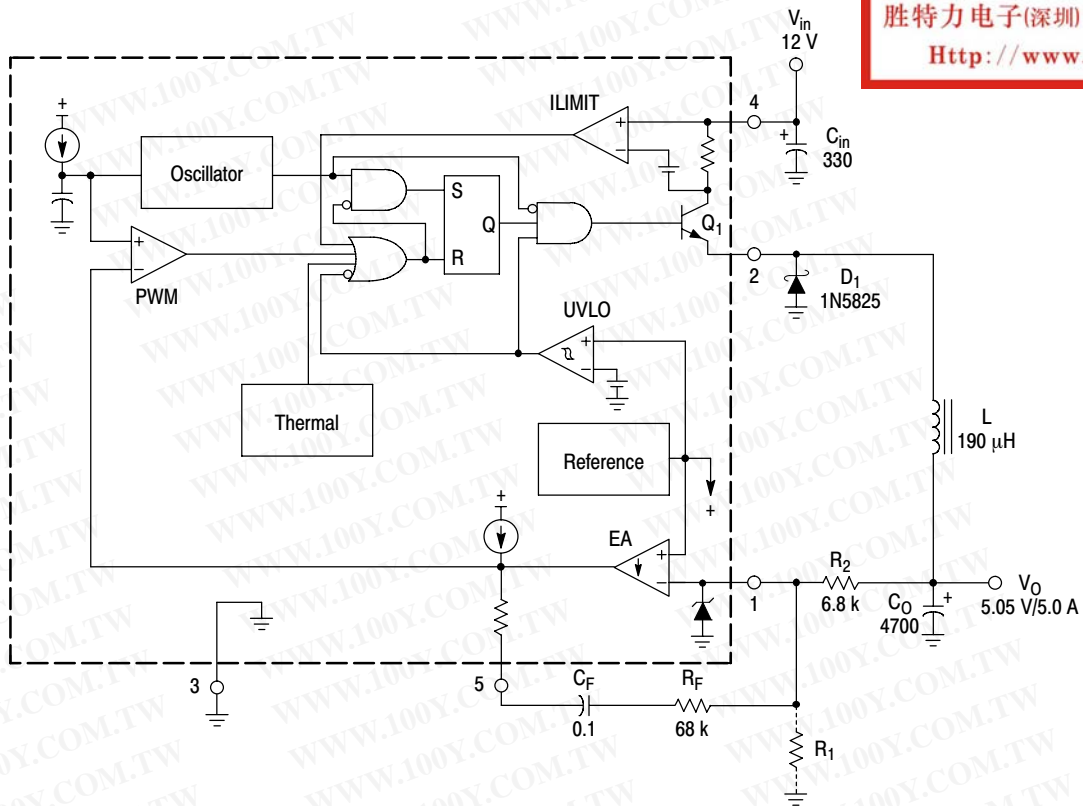 胜特力电子(深圳)
Http://www.
Vin
12 V
4
Cin
330
ILIMIT
+
−
+
Oscillator
S
Q
R
Q1
2
D1
1N5825
+
−
PWM
UVLO
+
−
Thermal
L
190 μH
Reference
+
+
EA
+
−
1
R2
6.8 k
CO
4700
+
VO
5.05 V/5.0 A
3
5
CF
0.1
RF
68 k
R1
WWW.100Y.COM.TW